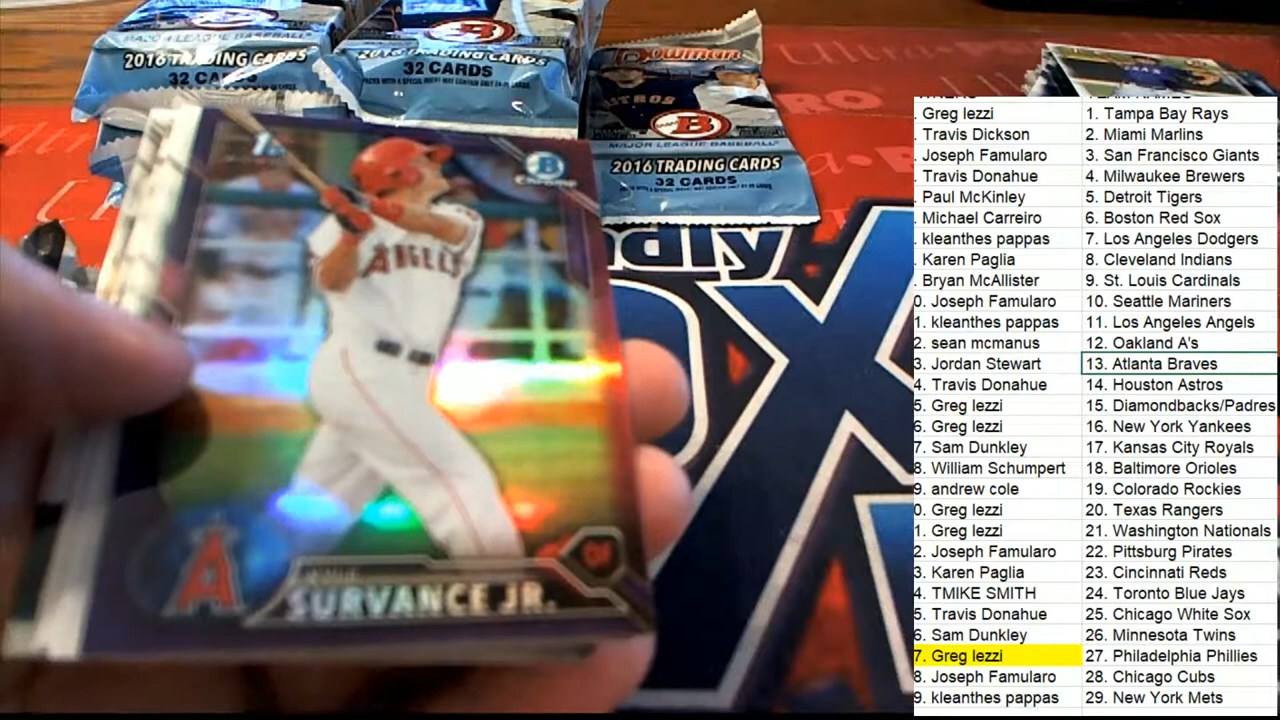 MAJOR LEAGUE BASEBALL
2016 TRADING CARDS
32 CARDS
B
2016 TRADING CARDS
32 CARDS
Bowman
ASTROS
B
MAJOR LEAGUE BASEBALL
2016 TRADING CARDS
32 CARDS
1st
B
Chrome
ANGELS
A
OF
SURVANCE JR.
ndly
. Greg Iezzi 1. Tampa Bay Rays
. Travis Dickson 2. Miami Marlins
. Joseph Famularo 3. San Francisco Giants
. Travis Donahue 4. Milwaukee Brewers
. Paul McKinley 5. Detroit Tigers
. Michael Carreiro 6. Boston Red Sox
. kleanthes pappas 7. Los Angeles Dodgers
. Karen Paglia 8. Cleveland Indians
. Bryan McAllister 9. St. Louis Cardinals
0. Joseph Famularo 10. Seattle Mariners
1. kleanthes pappas 11. Los Angeles Angels
2. sean mcmanus 12. Oakland A's
3. Jordan Stewart 13. Atlanta Braves
4. Travis Donahue 14. Houston Astros
5. Greg Iezzi 15. Diamondbacks/Padres
6. Greg Iezzi 16. New York Yankees
7. Sam Dunkley 17. Kansas City Royals
8. William Schumpert 18. Baltimore Orioles
9. andrew cole 19. Colorado Rockies
0. Greg Iezzi 20. Texas Rangers
1. Greg Iezzi 21. Washington Nationals
2. Joseph Famularo 22. Pittsburg Pirates
3. Karen Paglia 23. Cincinnati Reds
4. TMIKE SMITH 24. Toronto Blue Jays
5. Travis Donahue 25. Chicago White Sox
6. Sam Dunkley 26. Minnesota Twins
7. Greg Iezzi 27. Philadelphia Phillies
8. Joseph Famularo 28. Chicago Cubs
9. kleanthes pappas 29. New York Mets